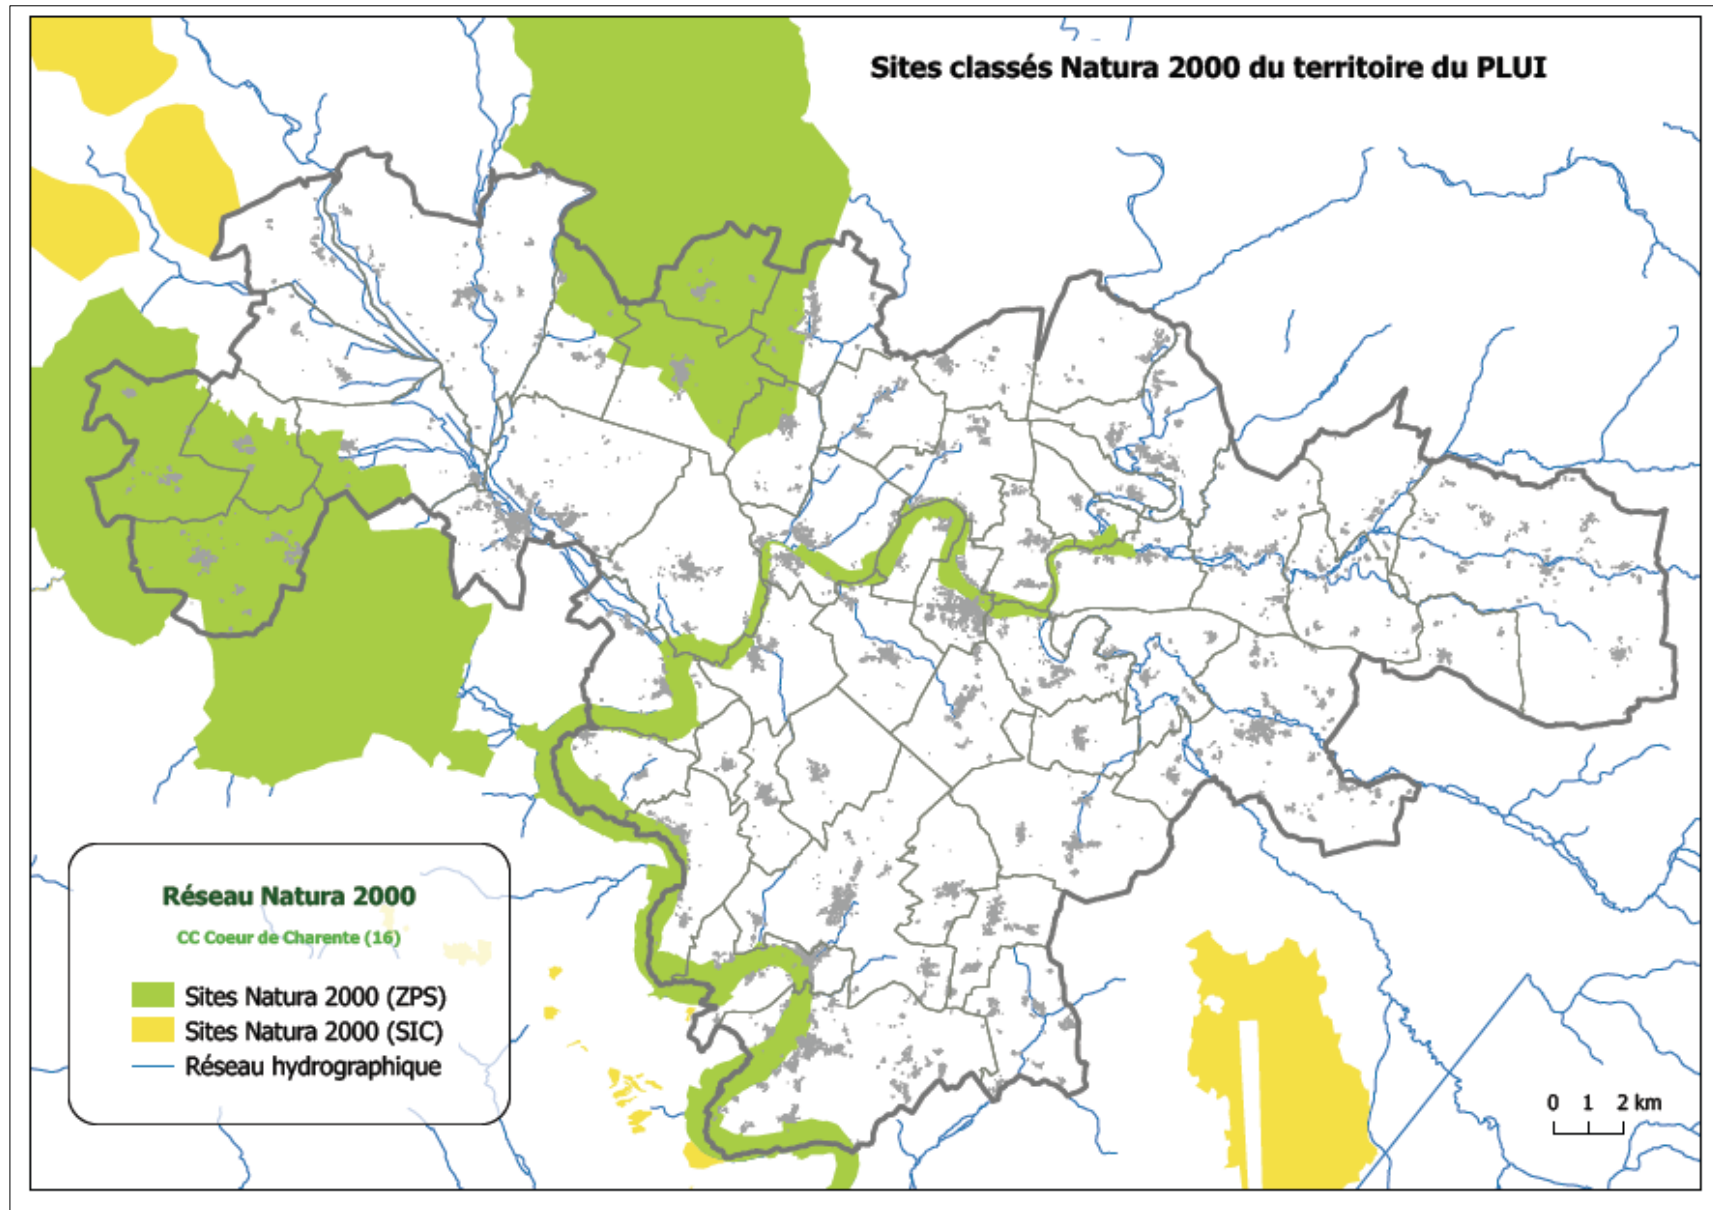 Sites classés Natura 2000 du territoire du PLUI
Réseau Natura 2000
CC Coeur de Charente (16)
Sites Natura 2000 (ZPS)
Sites Natura 2000 (SIC)
Réseau hydrographique
0 1 2 km